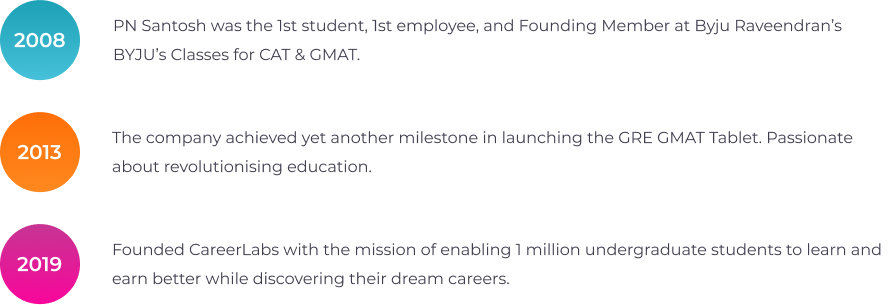 2008
PN Santosh was the 1st student, 1st employee, and Founding Member at Byju Raveendran’s
BYJU’s Classes for CAT & GMAT.
2013
The company achieved yet another milestone in launching the GRE GMAT Tablet. Passionate
about revolutionising education.
2019
Founded CareerLabs with the mission of enabling 1 million undergraduate students to learn and
earn better while discovering their dream careers.